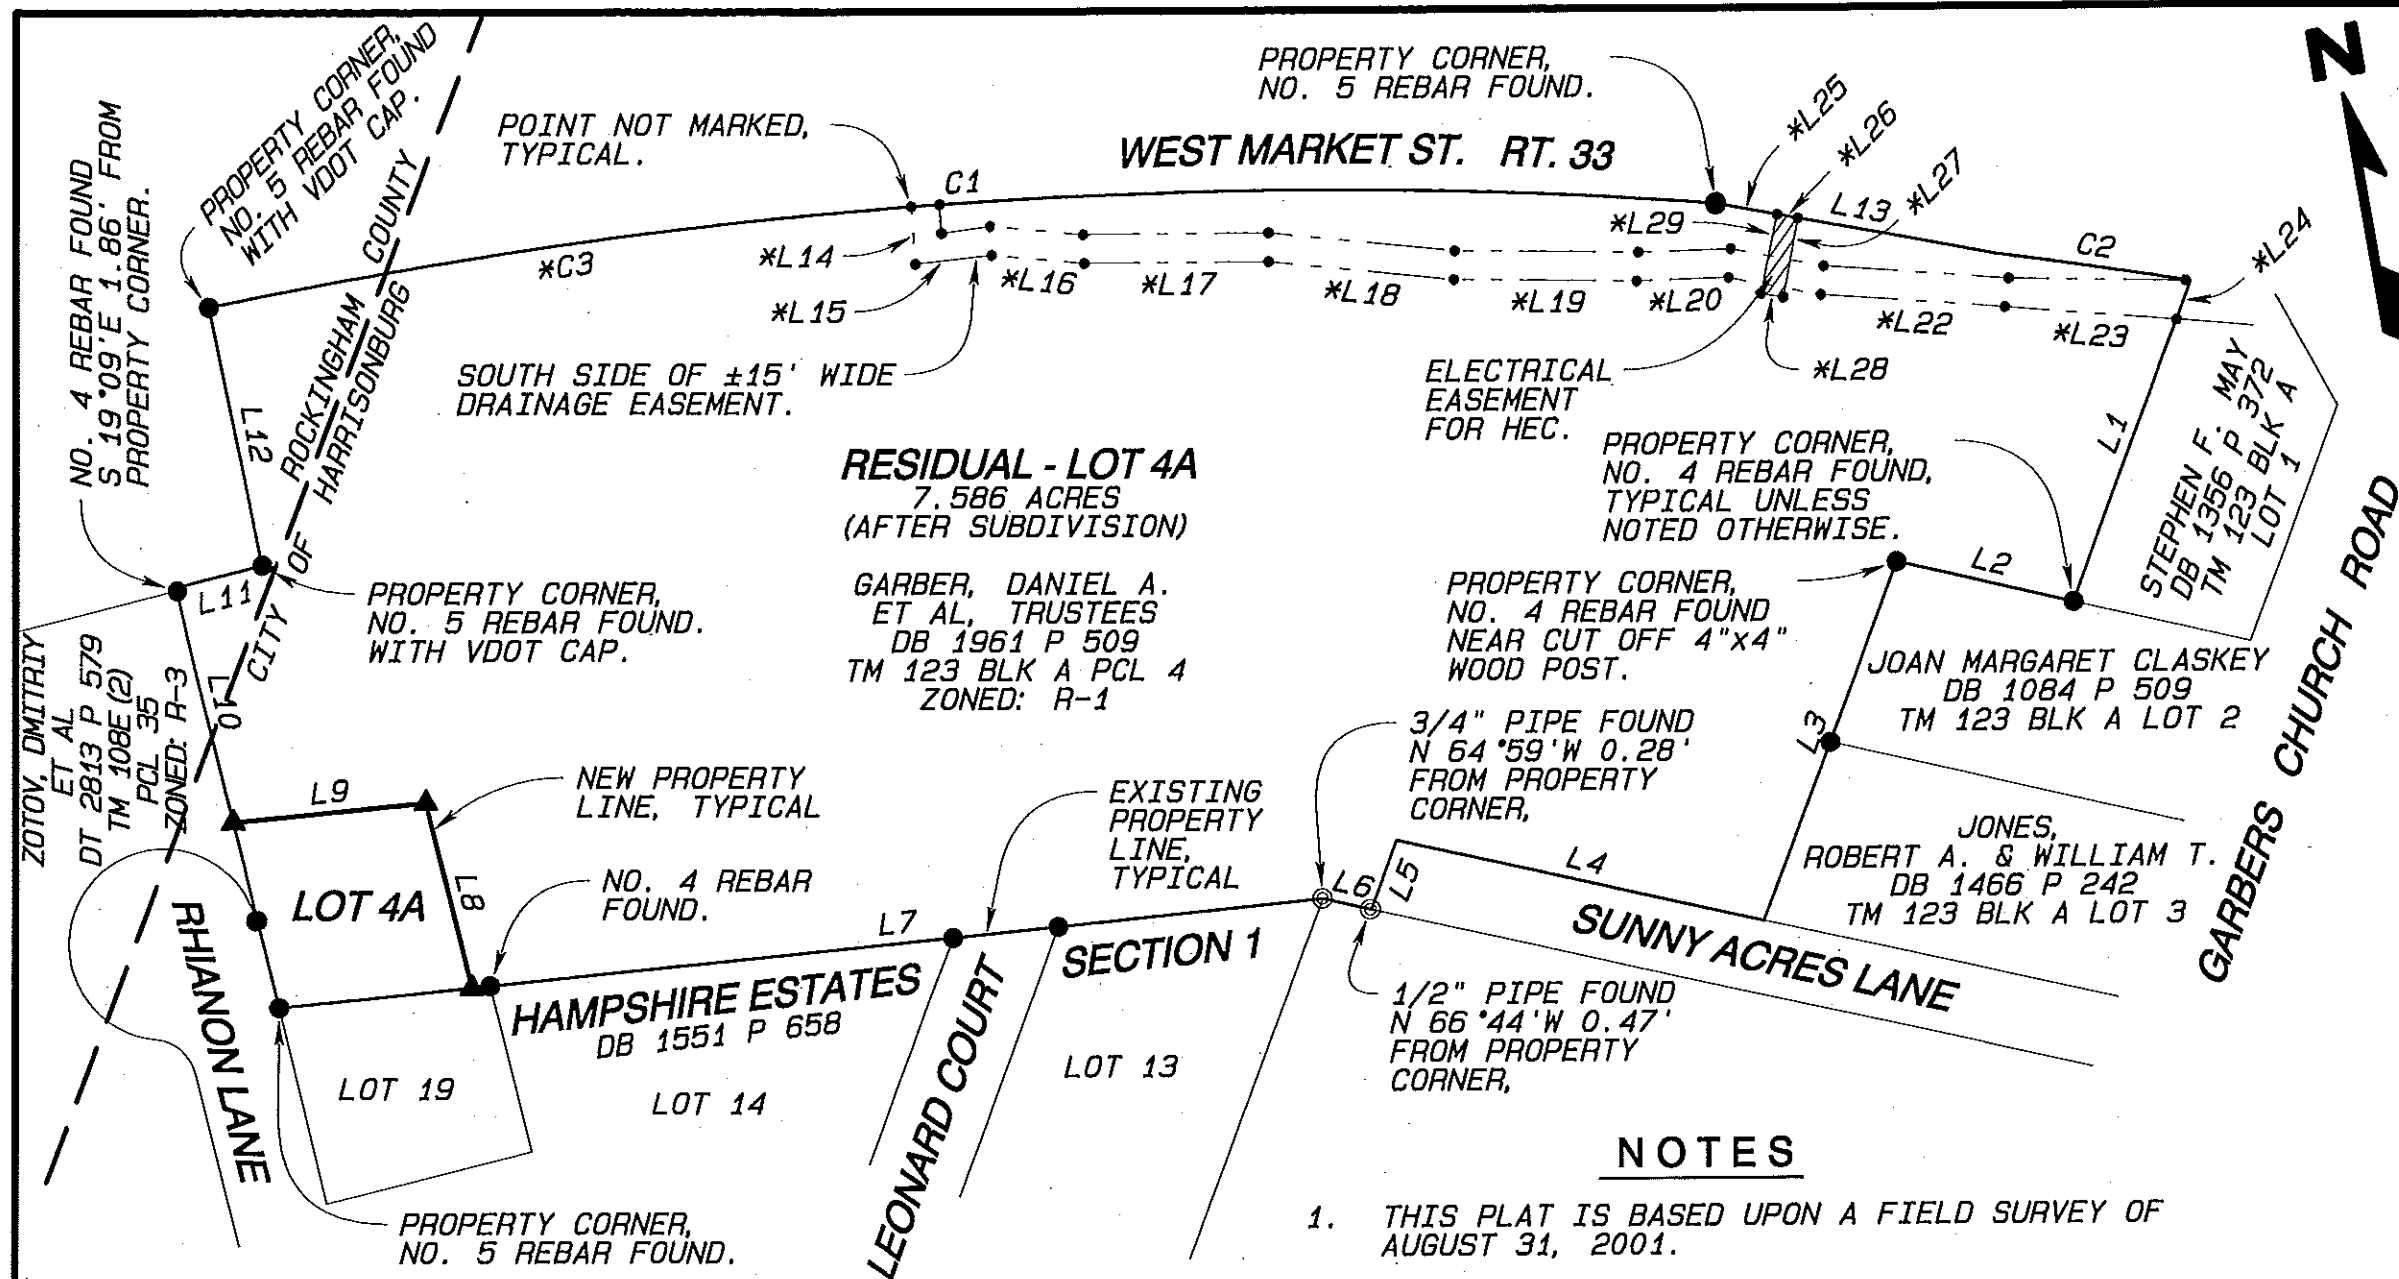 PROPERTY CORNER,
NO. 5 REBAR FOUND
WITH VDOT CAP.
NO. 4 REBAR FOUND
S 19°09'E 1.86' FROM
PROPERTY CORNER.
POINT NOT MARKED,
TYPICAL.
PROPERTY CORNER,
NO. 5 REBAR FOUND.
WEST MARKET ST. RT. 33
N
*L25
*L26
*L27
C1
*L29
L13
C2
*L24
*C3
*L14
*L15
*L16
*L17
*L18
*L19
*L20
*L22
*L23
*L28
ROCKINGHAM COUNTY
CITY OF HARRISONBURG
SOUTH SIDE OF ±15' WIDE
DRAINAGE EASEMENT.
ELECTRICAL
EASEMENT
FOR HEC.
L12
L1
STEPHEN F. MAY
DB 1356 P 372
TM 123 BLK A
LOT 1
RESIDUAL - LOT 4A
7.586 ACRES
(AFTER SUBDIVISION)
GARBER, DANIEL A.
ET AL, TRUSTEES
DB 1961 P 509
TM 123 BLK A PCL 4
ZONED: R-1
PROPERTY CORNER,
NO. 4 REBAR FOUND,
TYPICAL UNLESS
NOTED OTHERWISE.
L2
PROPERTY CORNER,
NO. 4 REBAR FOUND
NEAR CUT OFF 4"x4"
WOOD POST.
L11
PROPERTY CORNER,
NO. 5 REBAR FOUND.
WITH VDOT CAP.
JOAN MARGARET CLASKEY
DB 1084 P 509
TM 123 BLK A LOT 2
GARBERS CHURCH ROAD
ZOTOV, DMITRIY
ET AL
DT 2813 P 579
TM 108E(2)
PCL 35
ZONED: R-3
L10
L3
3/4" PIPE FOUND
N 64°59'W 0.28'
FROM PROPERTY
CORNER,
NEW PROPERTY
LINE, TYPICAL
L9
EXISTING
PROPERTY
LINE,
TYPICAL
JONES,
ROBERT A. & WILLIAM T.
DB 1466 P 242
TM 123 BLK A LOT 3
L4
L5
L6
L8
LOT 4A
NO. 4 REBAR
FOUND.
L7
RHIANON LANE
SECTION 1
SUNNY ACRES LANE
HAMPSHIRE ESTATES
DB 1551 P 658
1/2" PIPE FOUND
N 66°44'W 0.47'
FROM PROPERTY
CORNER,
LEONARD COURT
LOT 13
LOT 19
LOT 14
PROPERTY CORNER,
NO. 5 REBAR FOUND.
NOTES
1. THIS PLAT IS BASED UPON A FIELD SURVEY OF
AUGUST 31, 2001.